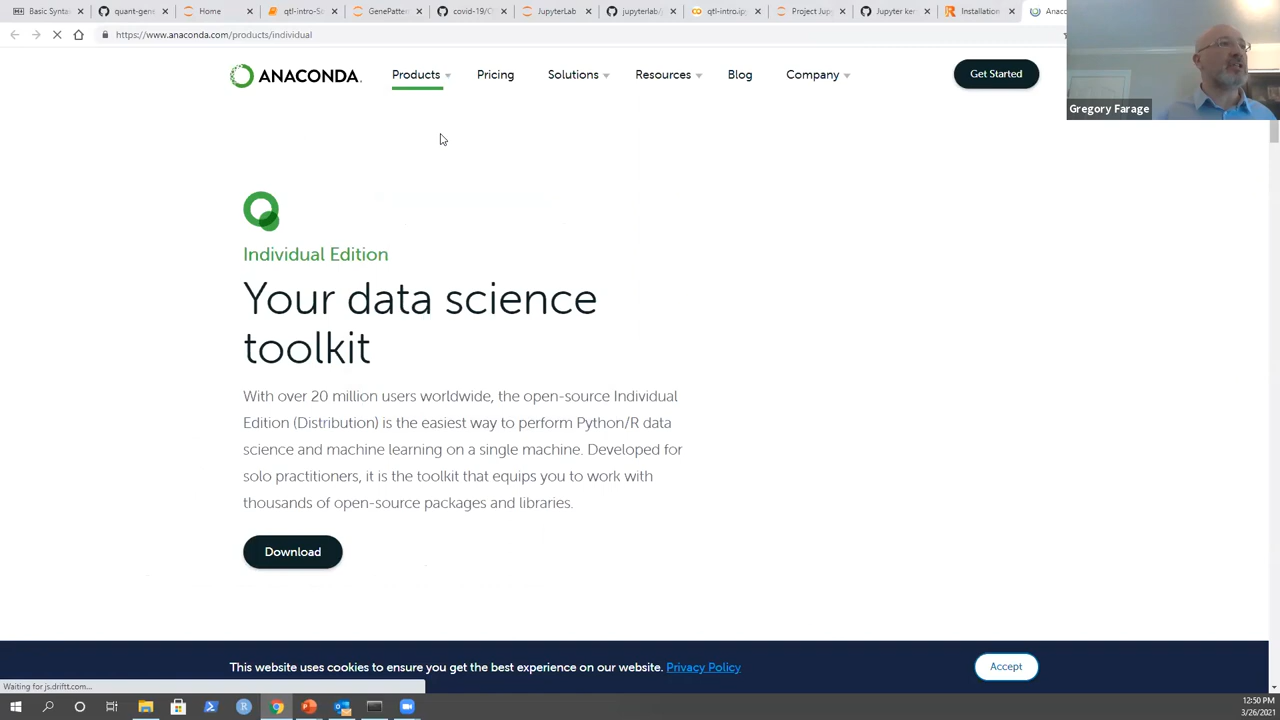 Basic Synta
quant-gene
Home
qtl-intro-Sa
GenePattern
covid-19/C
JupyterLab
jupyterlab/
qtl-intro.ip
Project Jup
Jupyter ker
Installation
Anaco
https://www.anaconda.com/products/individual
ANACONDA.
Products
Pricing
Solutions
Resources
Blog
Company
Get Started
Gregory Farage
Individual Edition
Your data science
toolkit
With over 20 million users worldwide, the open-source Individual
Edition (Distribution) is the easiest way to perform Python/R data
science and machine learning on a single machine. Developed for
solo practitioners, it is the toolkit that equips you to work with
thousands of open-source packages and libraries.
Download
This website uses cookies to ensure you get the best experience on our website. Privacy Policy
Accept
Waiting for js.driftt.com...
12:50 PM
3/26/2021